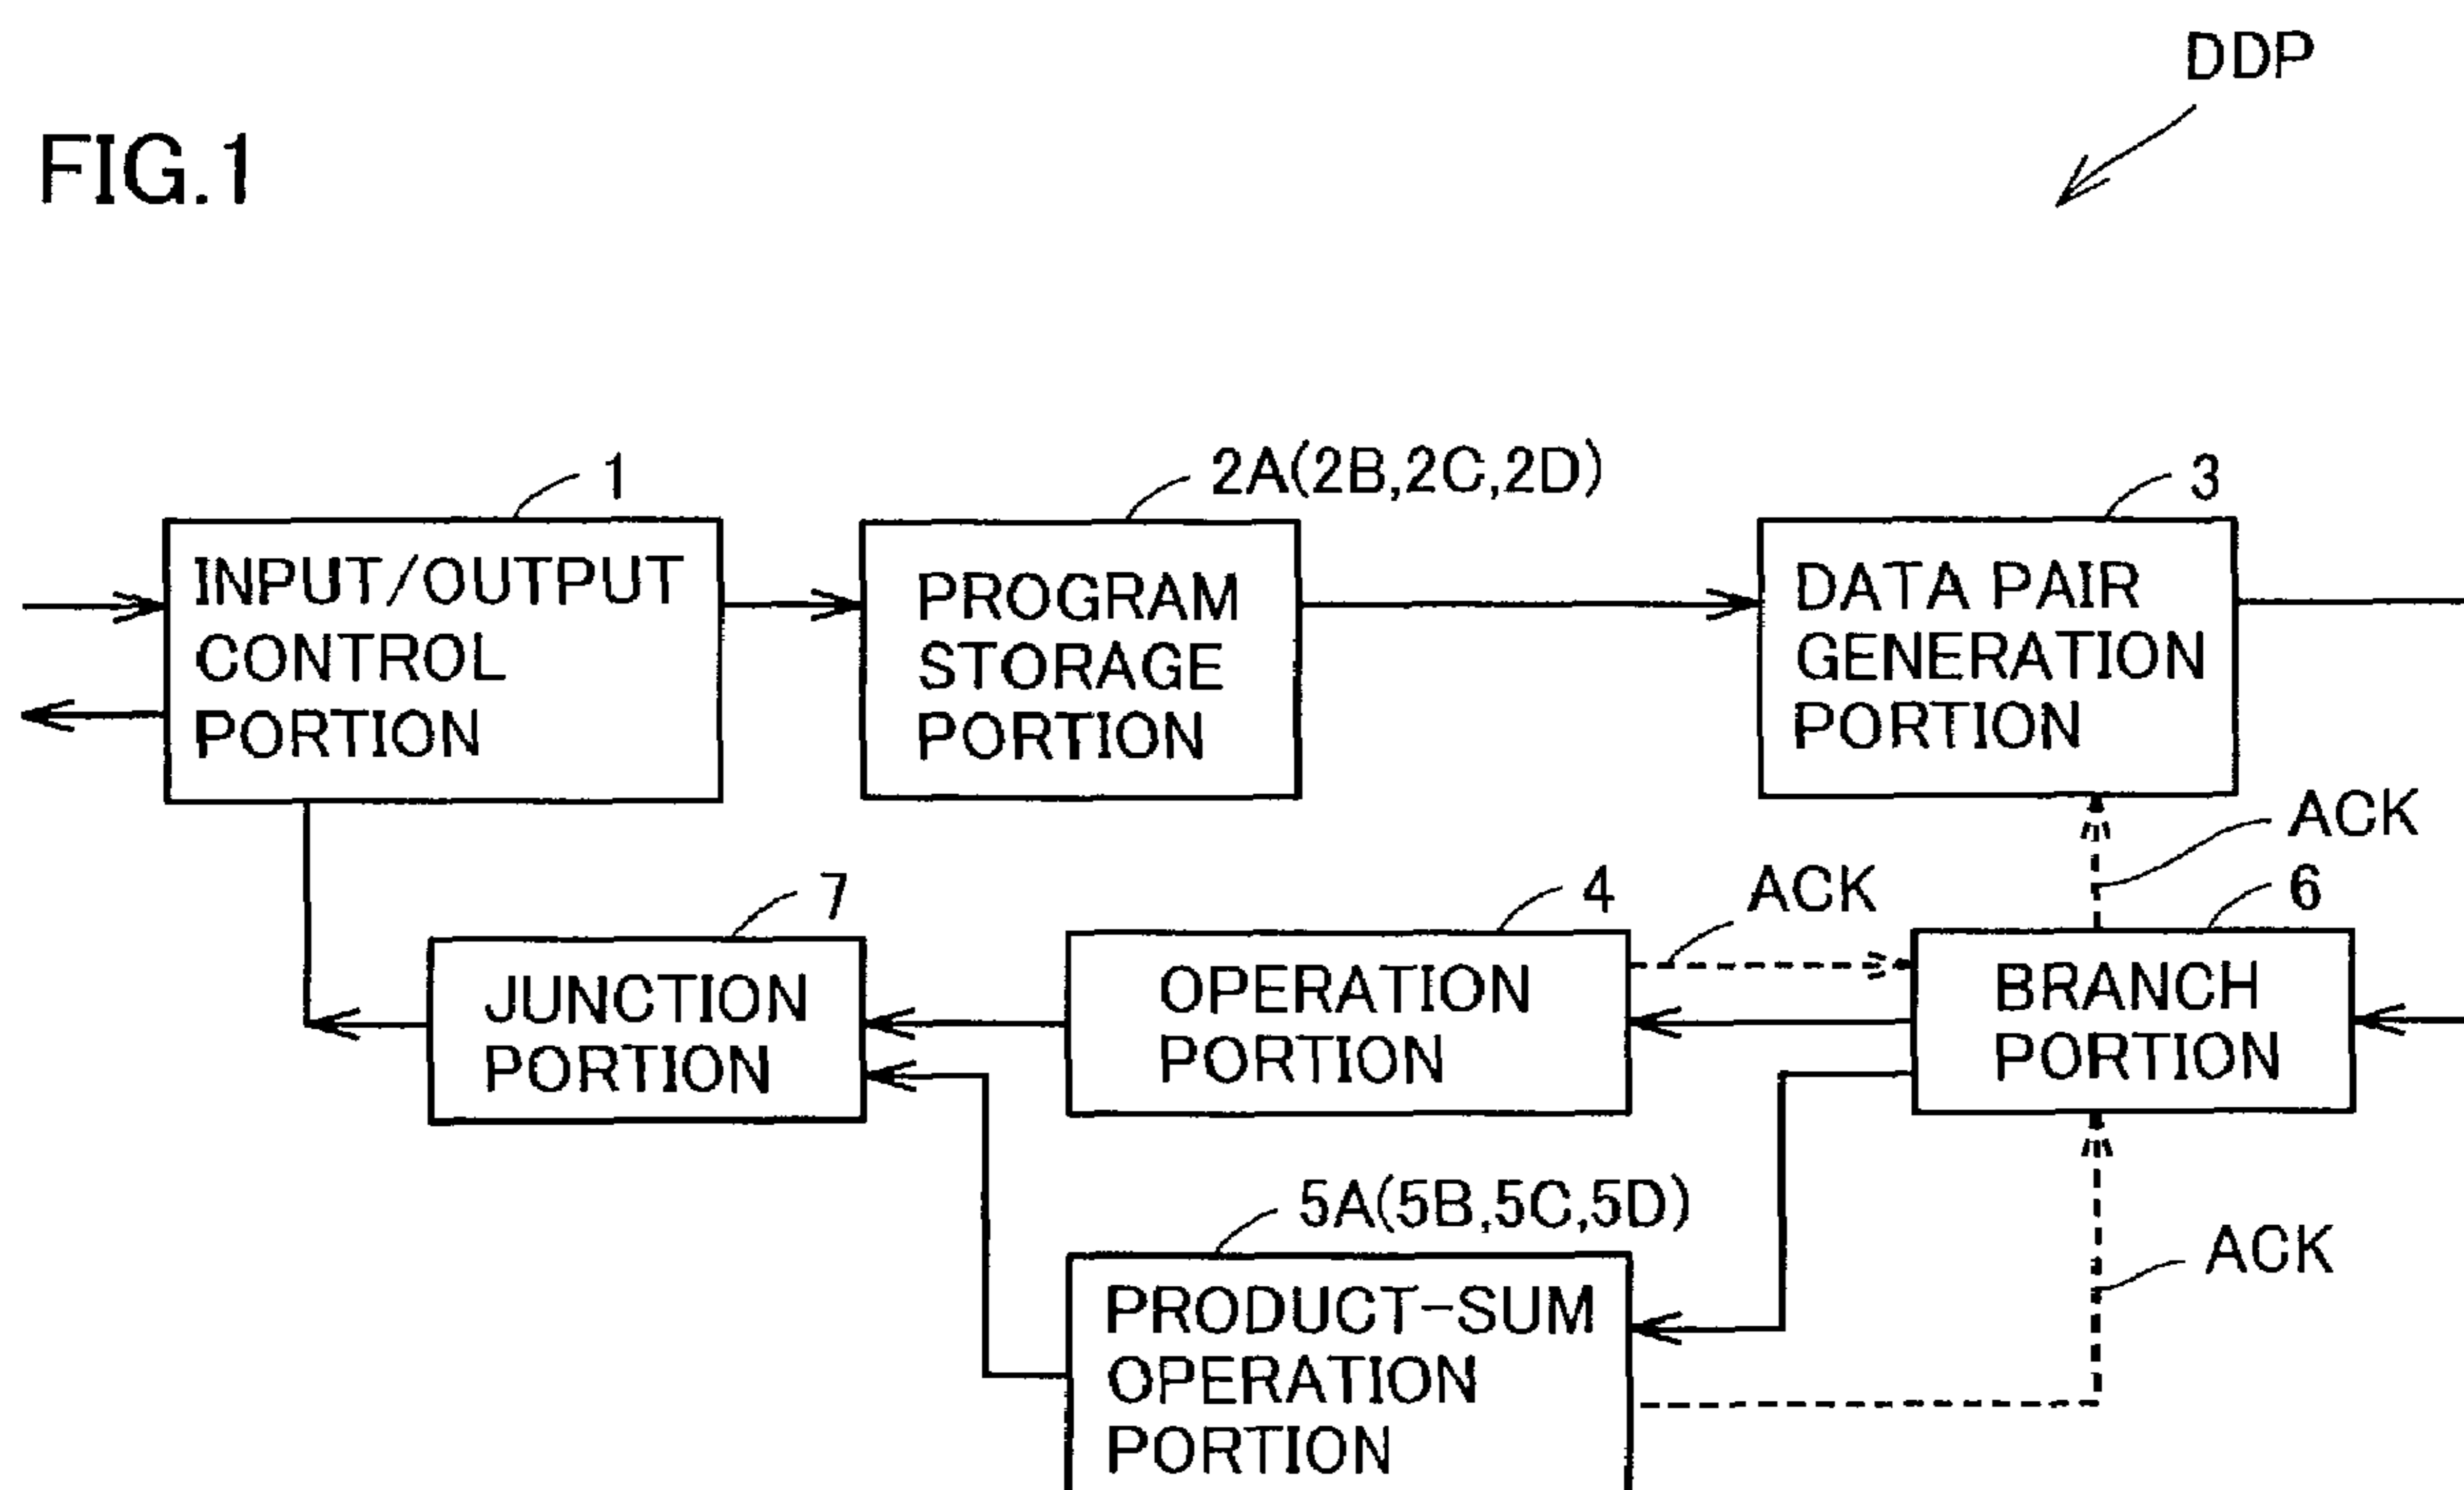 DDP
FIG.1
1
2A(2B,2C,2D)
3
INPUT/OUTPUT
CONTROL
PORTION
PROGRAM
STORAGE
PORTION
DATA PAIR
GENERATION
PORTION
ACK
7
4
ACK
6
JUNCTION
PORTION
OPERATION
PORTION
BRANCH
PORTION
5A(5B,5C,5D)
ACK
PRODUCT-SUM
OPERATION
PORTION